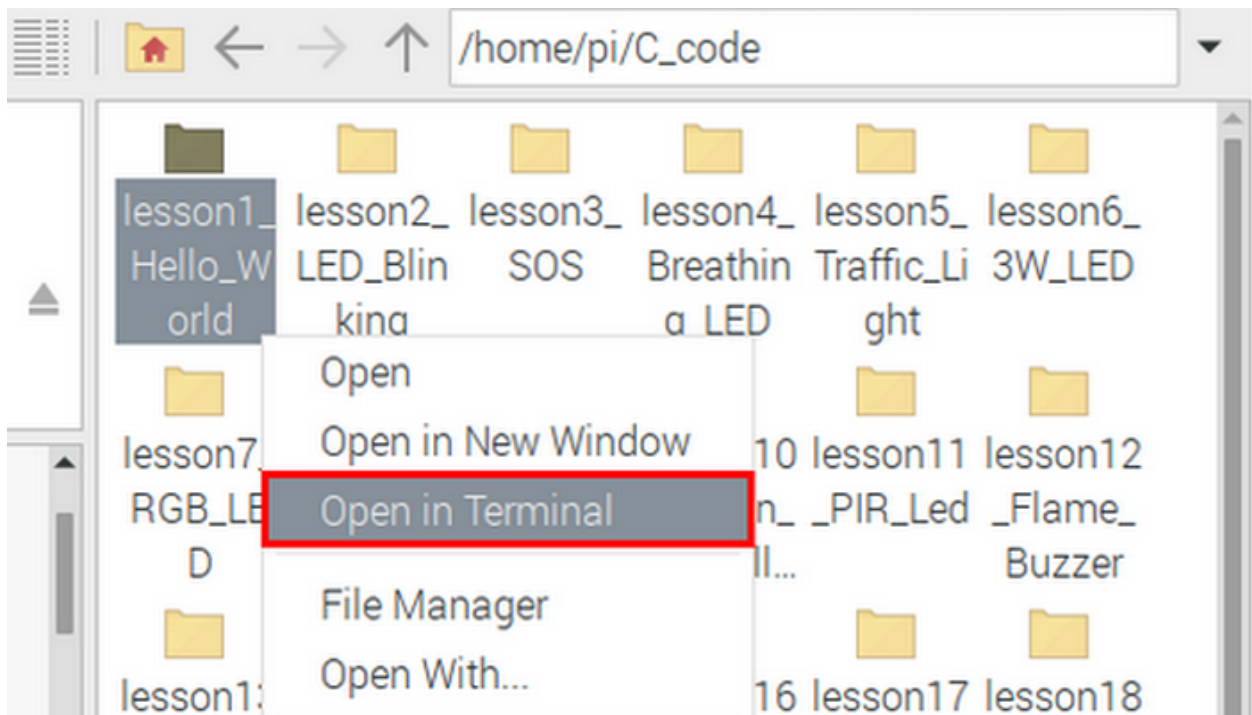 /home/pi/C_code
lesson1_ lesson2_ lesson3_ lesson4_ lesson5_ lesson6_
Hello_W LED_Blin SOS Breathin Traffic_Li 3W_LED
orld king g_LED ght
Open
Open in New Window
lesson7_ 10 lesson11 lesson12
Open in Terminal
RGB_LE n_ _PIR_Led _Flame_
D ll... Buzzer
File Manager
Open With...
lesson13 16 lesson17 lesson18